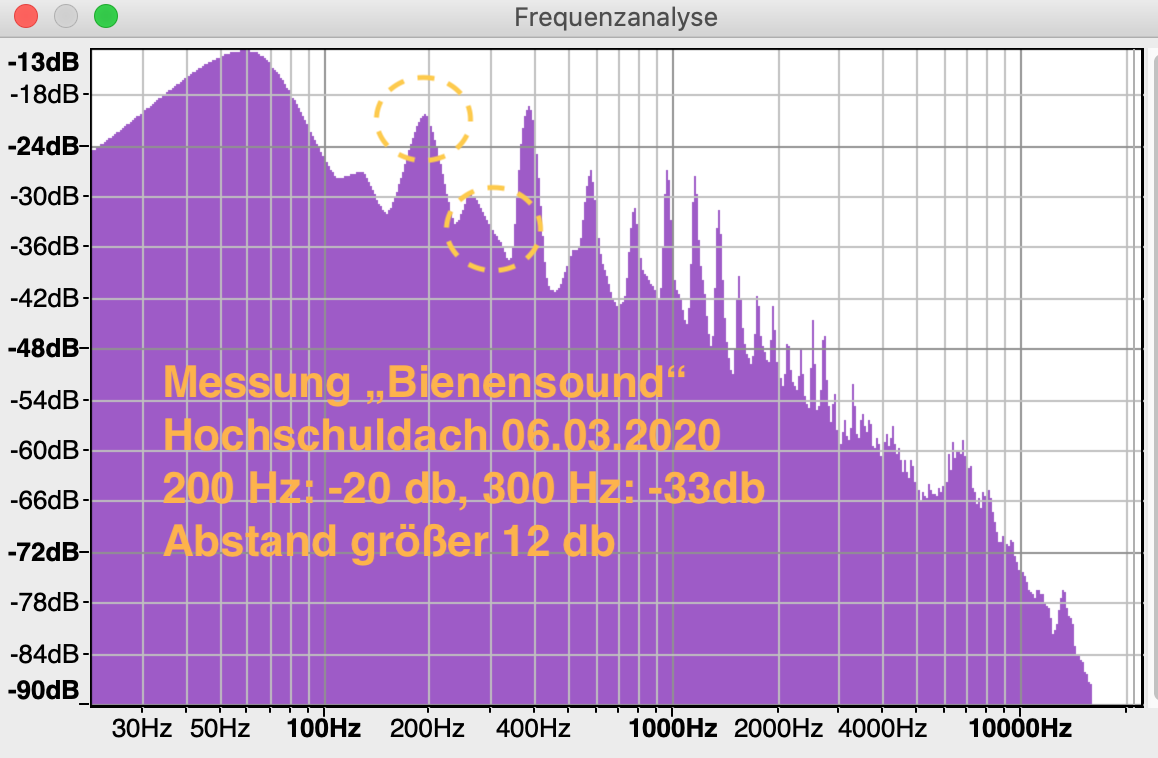 Frequenzanalyse
-13dB
-18dB
-24dB
-30dB
-36dB
-42dB
-48dB
-54dB
-60dB
-66dB
-72dB
-78dB
-84dB
-90dB
Messung „Bienensound“
Hochschuldach 06.03.2020
200 Hz: -20 db, 300 Hz: -33db
Abstand größer 12 db
30Hz 50Hz 100Hz 200Hz 400Hz 1000Hz 2000Hz 4000Hz 10000Hz